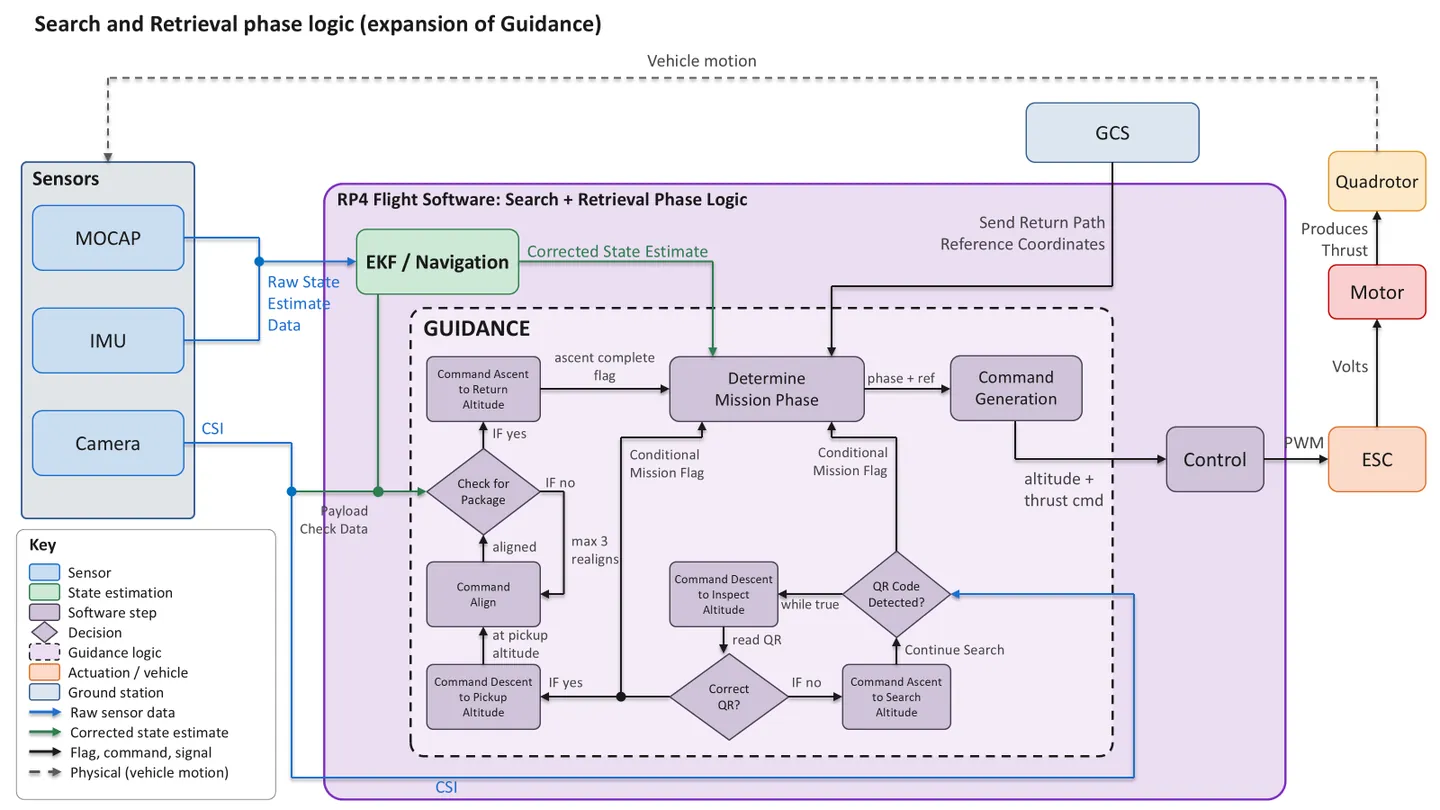 Search and Retrieval phase logic (expansion of Guidance)
Vehicle motion
GCS
Sensors
MOCAP
IMU
Camera
Raw State
Estimate
Data
CSI
RP4 Flight Software: Search + Retrieval Phase Logic
EKF / Navigation
Corrected State Estimate
Send Return Path
Reference Coordinates
Quadrotor
Produces
Thrust
Motor
Volts
ESC
PWM
Control
GUIDANCE
Command Ascent
to Return
Altitude
ascent complete
flag
Determine
Mission Phase
phase + ref
Command
Generation
altitude +
thrust cmd
IF yes
Check for
Package
IF no
max 3
realigns
Payload
Check Data
aligned
Command
Align
at pickup
altitude
Command Descent
to Pickup
Altitude
IF yes
Conditional
Mission Flag
Conditional
Mission Flag
Command Descent
to Inspect
Altitude
while true
QR Code
Detected?
read QR
Continue Search
Correct
QR?
IF no
Command Ascent
to Search
Altitude
CSI
Key
Sensor
State estimation
Software step
Decision
Guidance logic
Actuation / vehicle
Ground station
Raw sensor data
Corrected state estimate
Flag, command, signal
Physical (vehicle motion)